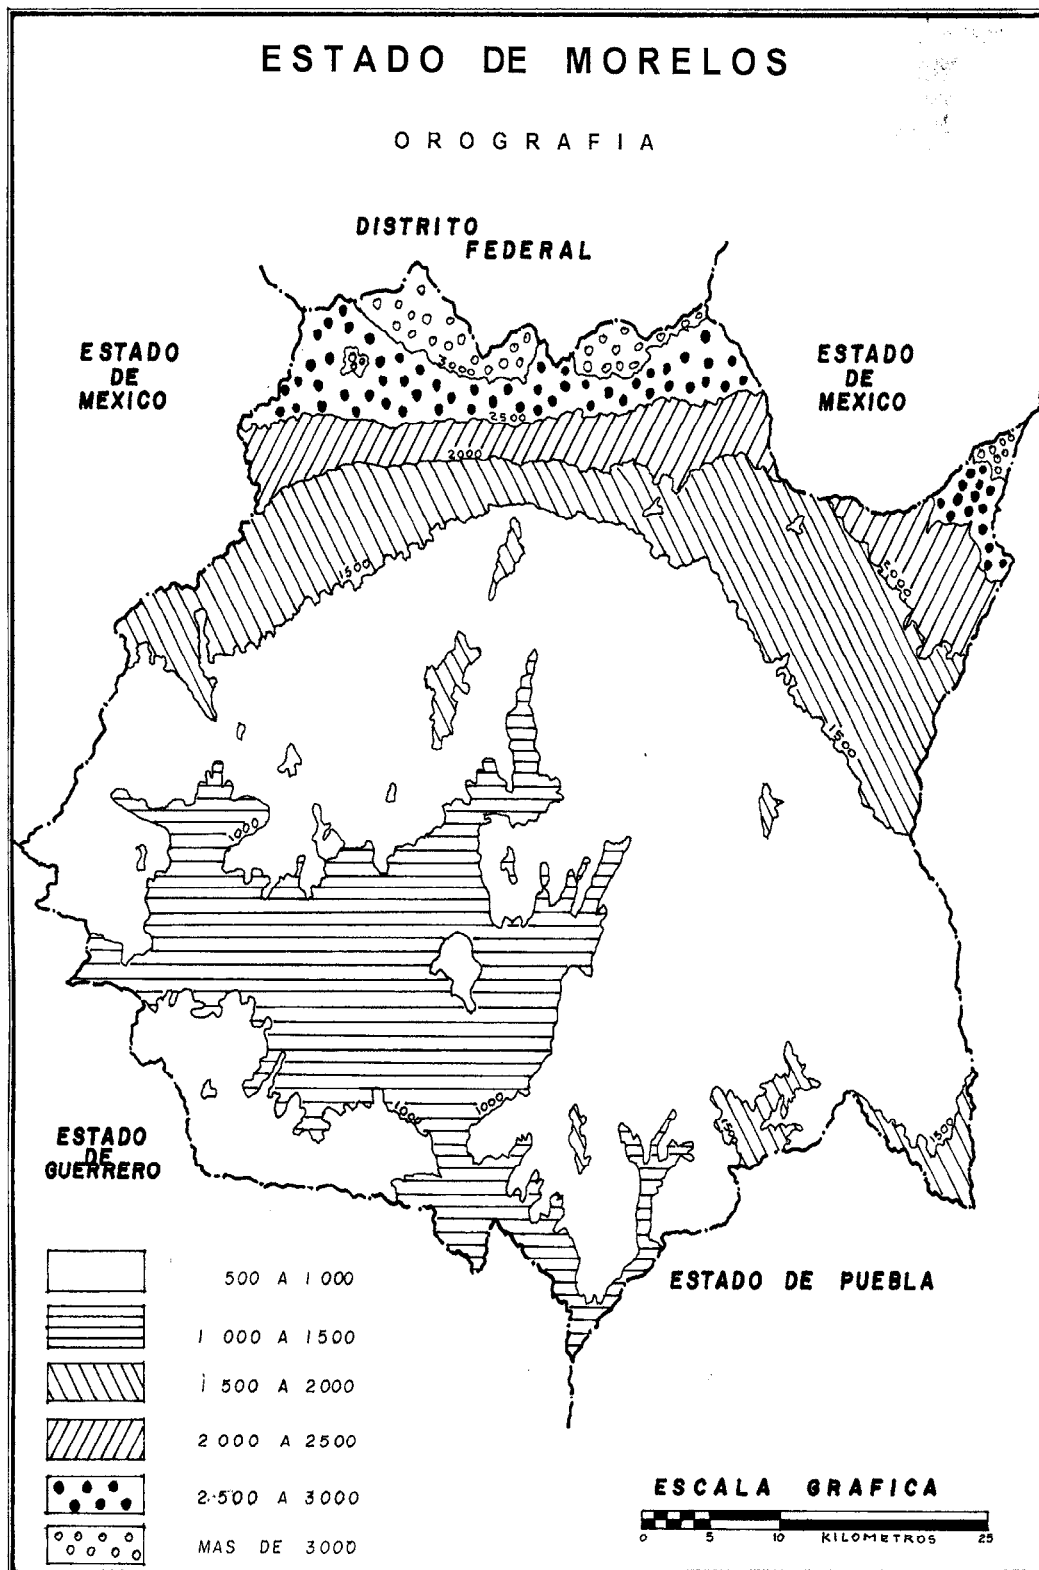 ESTADO DE MORELOS
OROGRAFIA
DISTRITO
FEDERAL
ESTADO
DE
MEXICO
ESTADO
DE
MEXICO
3000
2500
2000
1500
2000
1500
1000
1000
1000
1500
1500
ESTADO
DE
GUERRERO
ESTADO DE PUEBLA
500 A 1000
1 000 A 1500
1 500 A 2000
2 000 A 2500
2.500 A 3000
MAS DE 3000
ESCALA GRAFICA
0 5 10 KILOMETROS 25